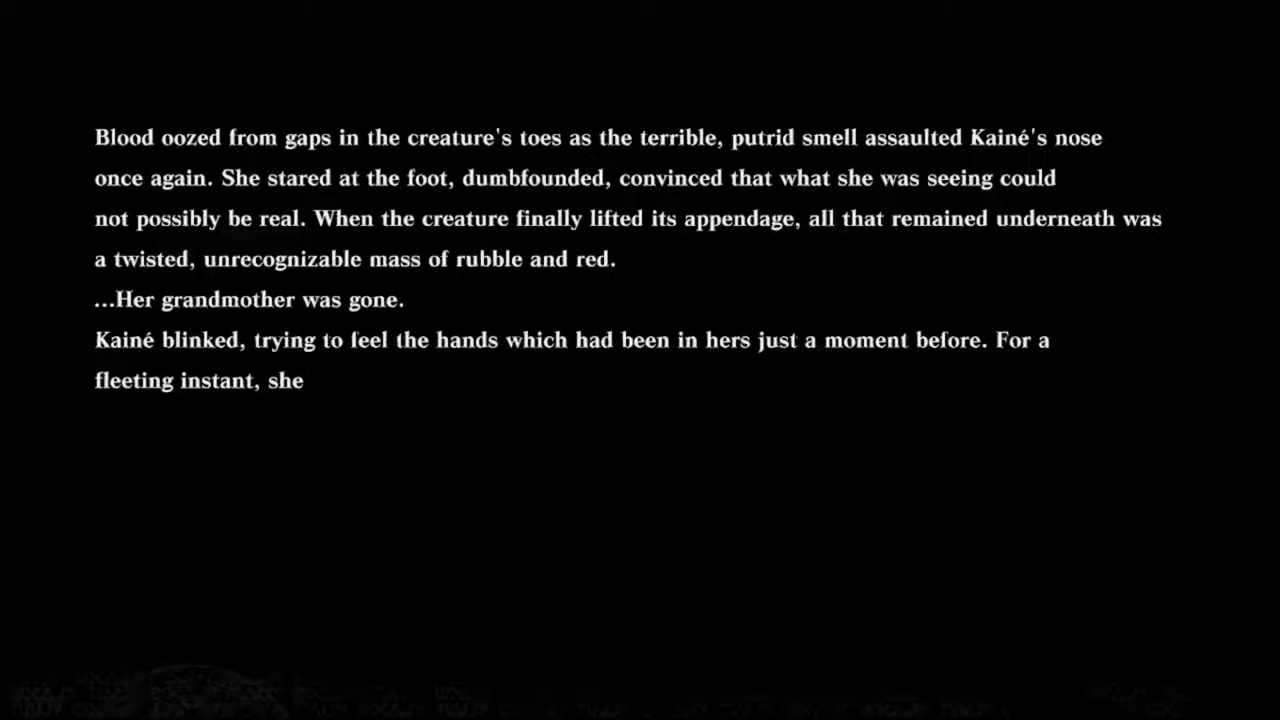 Blood oozed from gaps in the creature's toes as the terrible, putrid smell assaulted Kainé's nose
once again. She stared at the foot, dumbfounded, convinced that what she was seeing could
not possibly be real. When the creature finally lifted its appendage, all that remained underneath was
a twisted, unrecognizable mass of rubble and red.
...Her grandmother was gone.
Kainé blinked, trying to feel the hands which had been in hers just a moment before. For a
fleeting instant, she